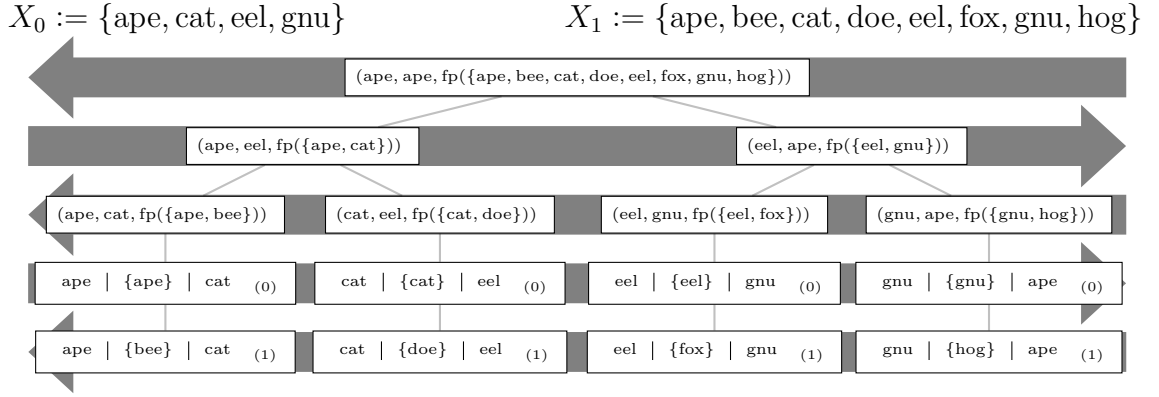 X₀ := {ape, cat, eel, gnu} X₁ := {ape, bee, cat, doe, eel, fox, gnu, hog}
(ape, ape, fp({ape, bee, cat, doe, eel, fox, gnu, hog}))
(ape, eel, fp({ape, cat})) (eel, ape, fp({eel, gnu}))
(ape, cat, fp({ape, bee})) (cat, eel, fp({cat, doe})) (eel, gnu, fp({eel, fox})) (gnu, ape, fp({gnu, hog}))
ape | {ape} | cat (0) cat | {cat} | eel (0) eel | {eel} | gnu (0) gnu | {gnu} | ape (0)
ape | {bee} | cat (1) cat | {doe} | eel (1) eel | {fox} | gnu (1) gnu | {hog} | ape (1)